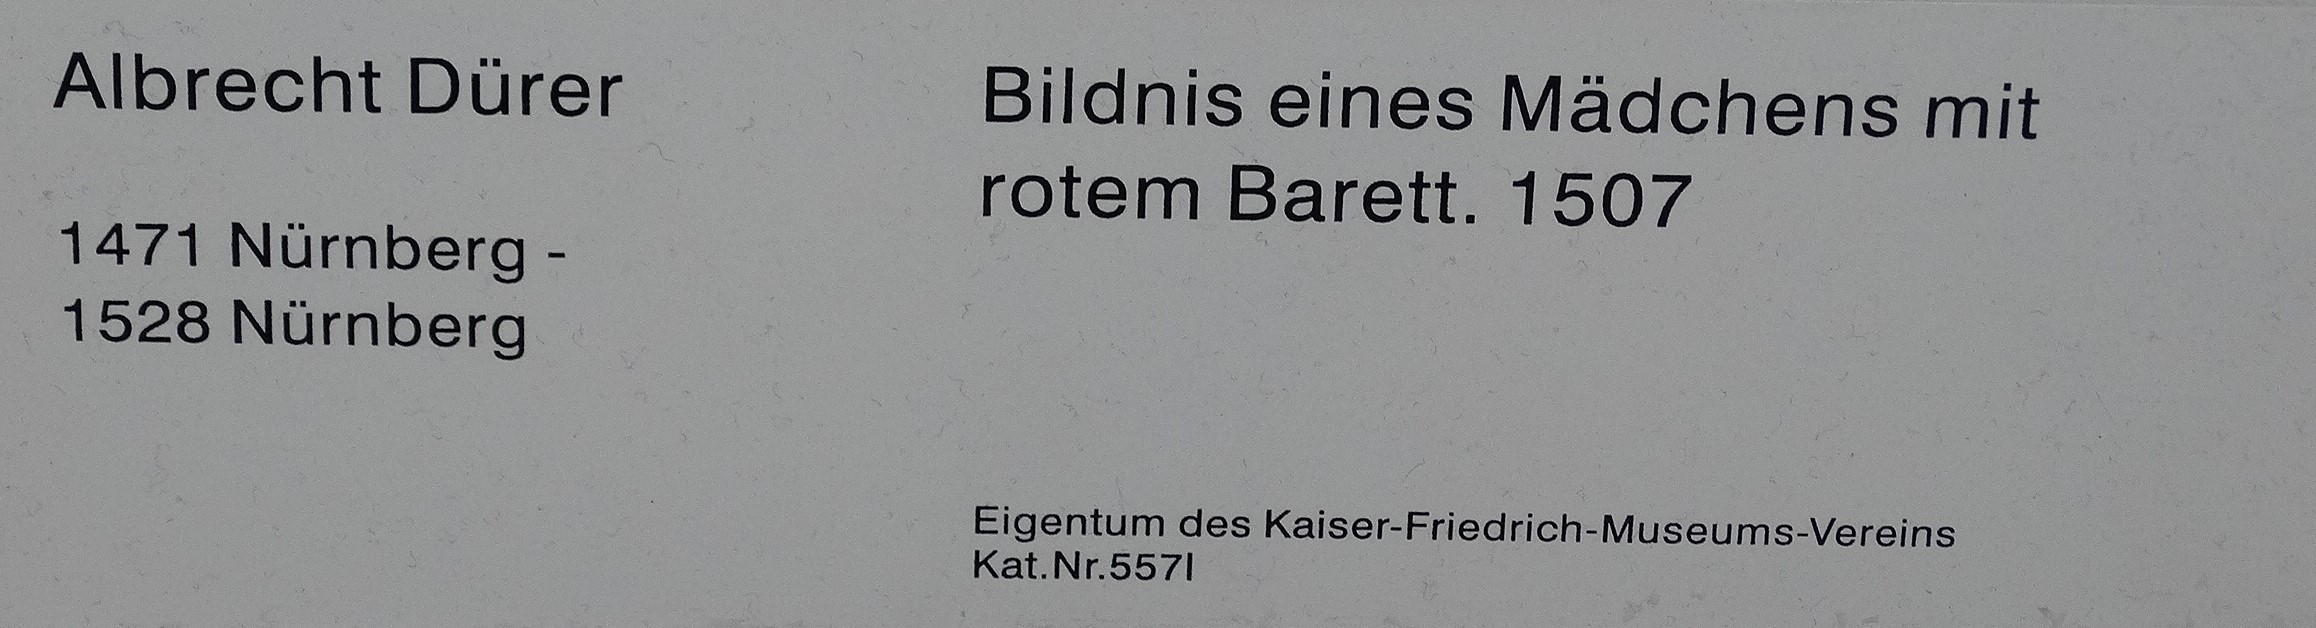 Albrecht Dürer
1471 Nürnberg -
1528 Nürnberg
Bildnis eines Mädchens mit
rotem Barett. 1507
Eigentum des Kaiser-Friedrich-Museums-Vereins
Kat.Nr.557I